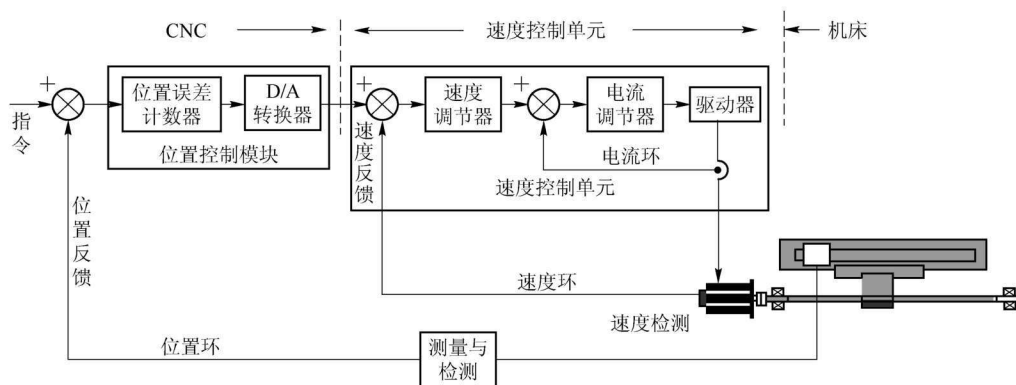 CNC
速度控制单元
机床
+
指令
位置误差
计数器
D/A
转换器
位置控制模块
+
速度反馈
速度
调节器
+
电流
调节器
驱动器
电流环
速度控制单元
位置反馈
速度环
速度检测
位置环
测量与
检测